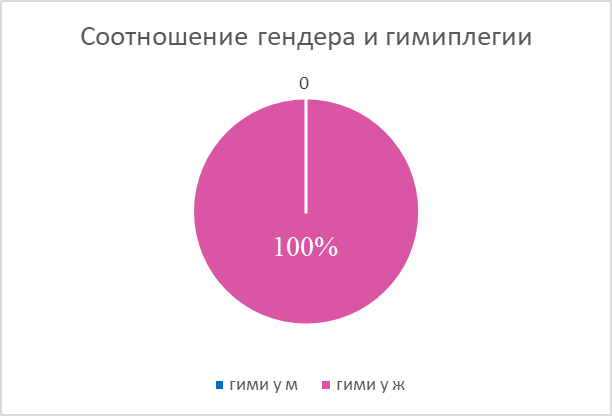 Соотношение гендера и гимиплегии
0
100%
гими у м гими у ж